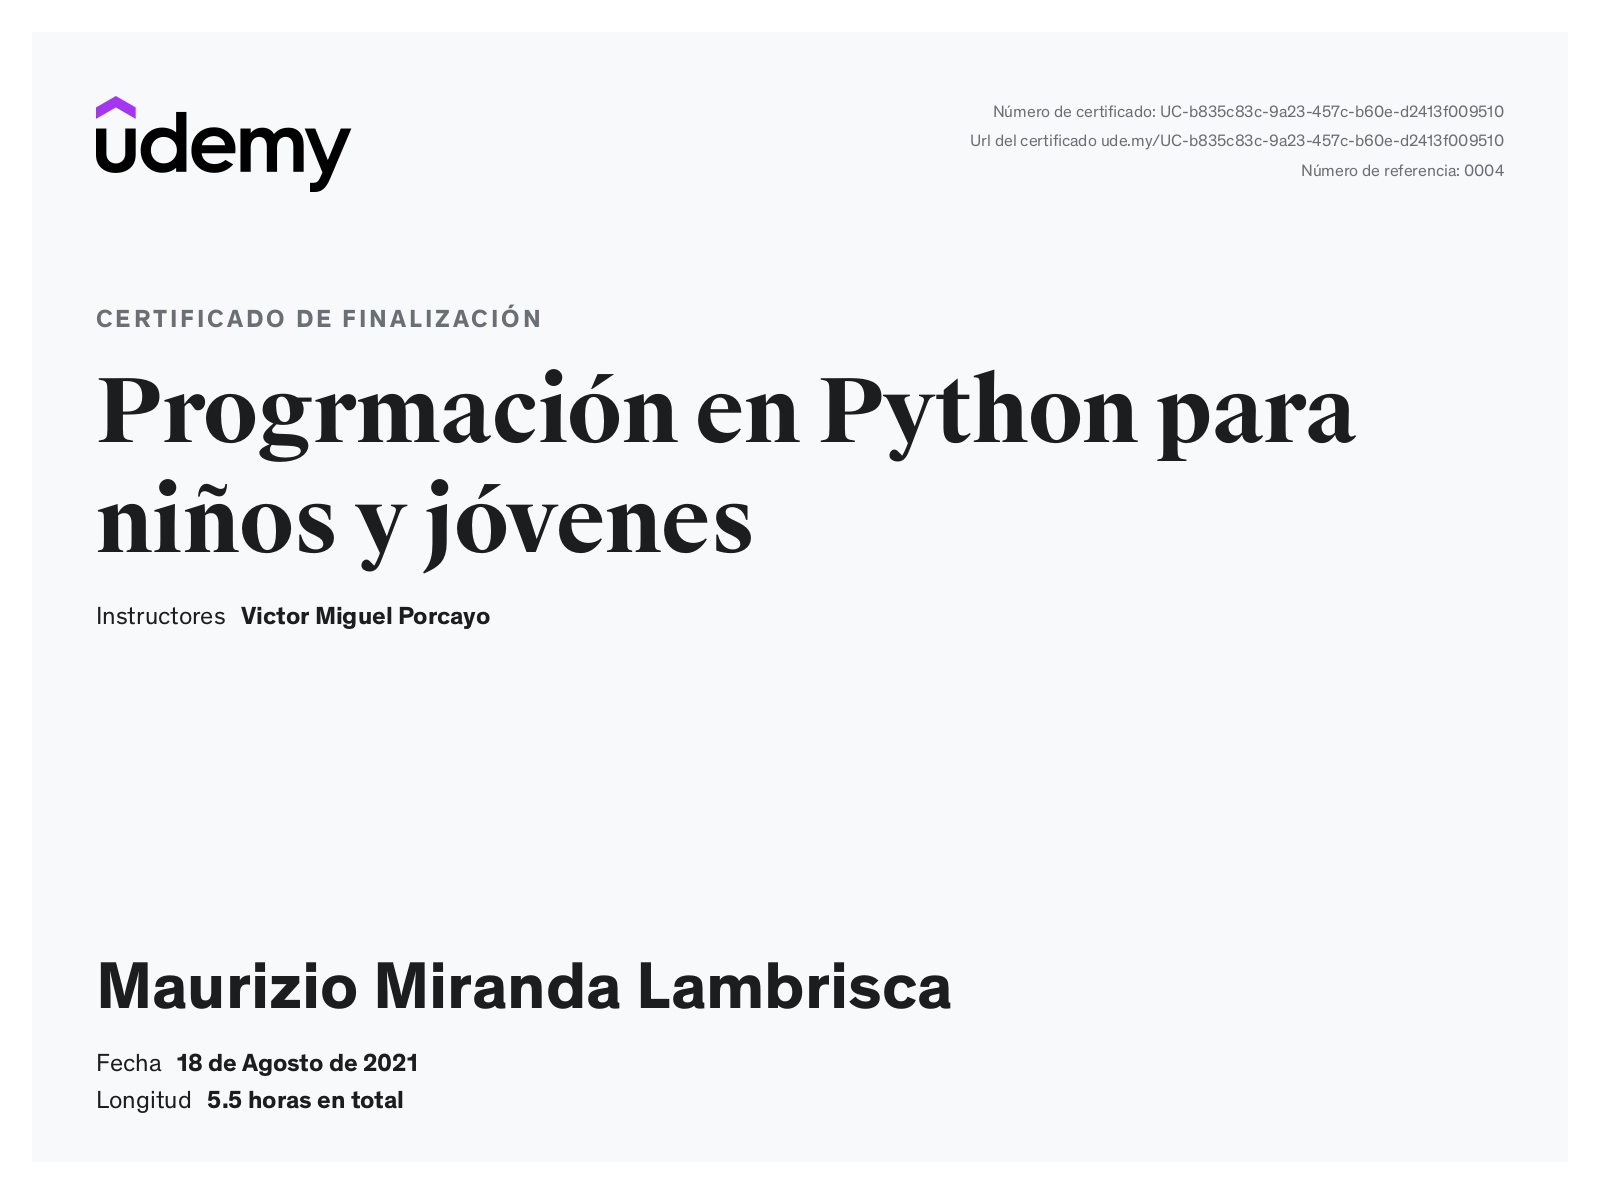 udemy
Número de certificado: UC-b835c83c-9a23-457c-b60e-d2413f009510
Url del certificado ude.my/UC-b835c83c-9a23-457c-b60e-d2413f009510
Número de referencia: 0004
CERTIFICADO DE FINALIZACIÓN
Progrmación en Python para
niños y jóvenes
Instructores Victor Miguel Porcayo
Maurizio Miranda Lambrisca
Fecha 18 de Agosto de 2021
Longitud 5.5 horas en total